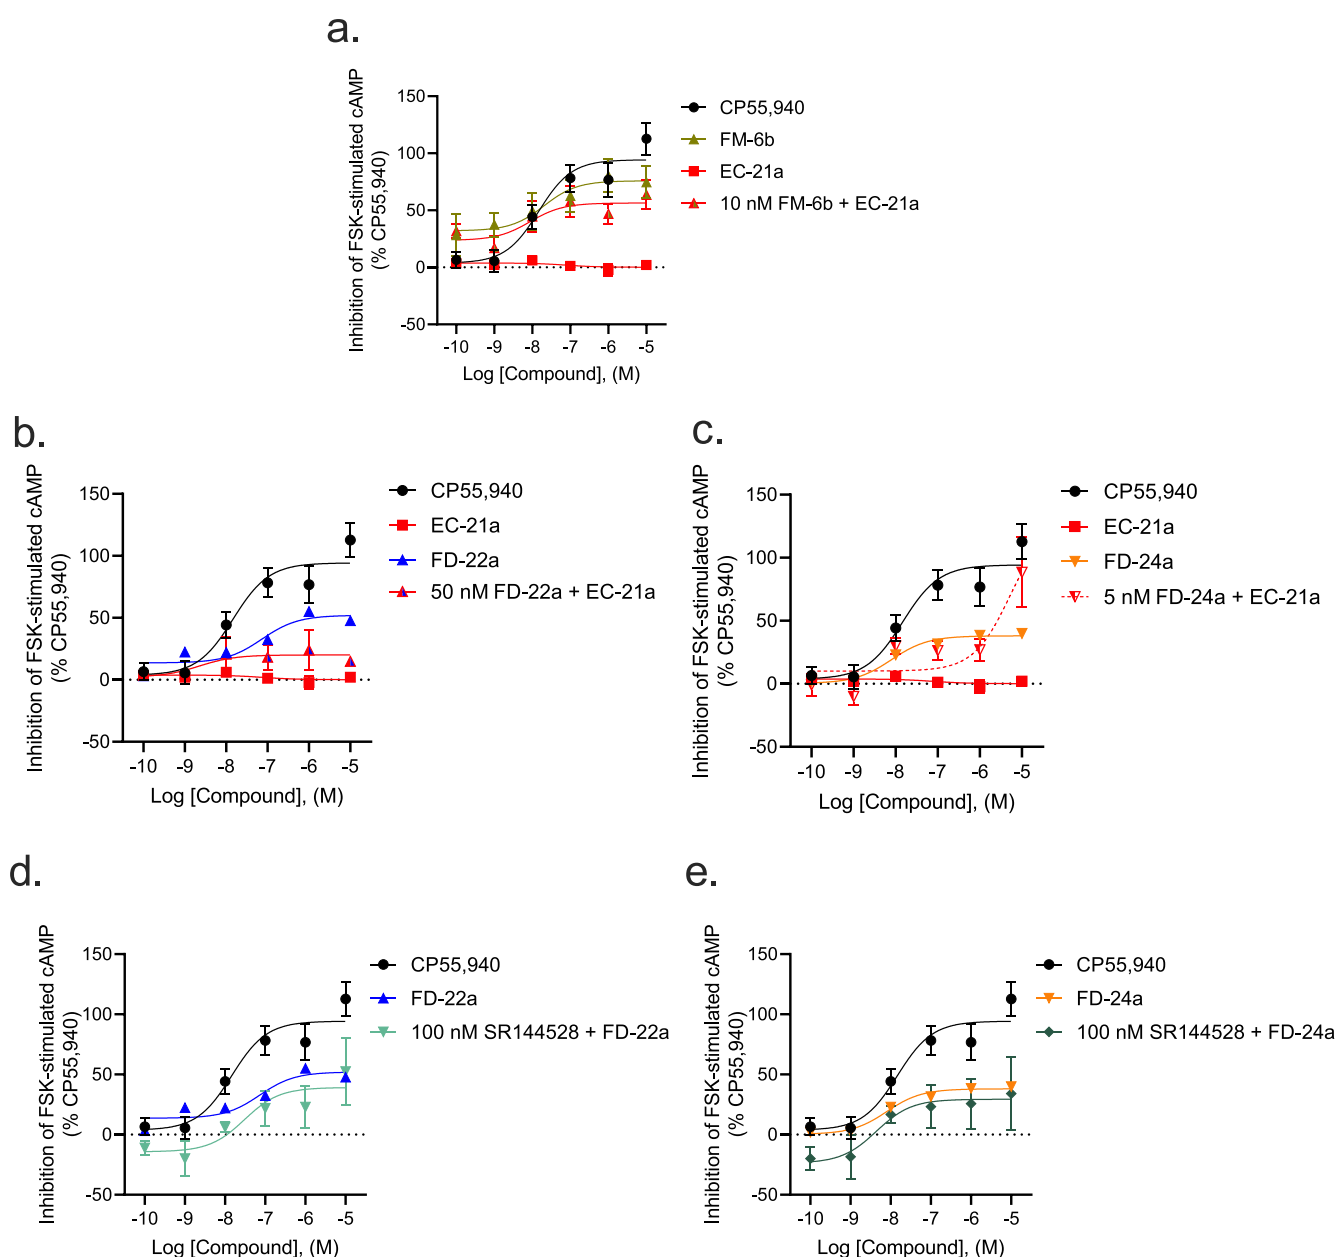 a.
Inhibition of FSK-stimulated cAMP
(% CP55,940)
150
100
50
0
-50
-10 -9 -8 -7 -6 -5
Log [Compound], (M)
CP55,940
FM-6b
EC-21a
10 nM FM-6b + EC-21a
b.
Inhibition of FSK-stimulated cAMP
(% CP55,940)
150
100
50
0
-50
-10 -9 -8 -7 -6 -5
Log [Compound], (M)
CP55,940
EC-21a
FD-22a
50 nM FD-22a + EC-21a
c.
Inhibition of FSK-stimulated cAMP
(% CP55,940)
150
100
50
0
-50
-10 -9 -8 -7 -6 -5
Log [Compound], (M)
CP55,940
EC-21a
FD-24a
5 nM FD-24a + EC-21a
d.
Inhibition of FSK-stimulated cAMP
(% CP55,940)
150
100
50
0
-50
-10 -9 -8 -7 -6 -5
Log [Compound], (M)
CP55,940
FD-22a
100 nM SR144528 + FD-22a
e.
Inhibition of FSK-stimulated cAMP
(% CP55,940)
150
100
50
0
-50
-10 -9 -8 -7 -6 -5
Log [Compound], (M)
CP55,940
FD-24a
100 nM SR144528 + FD-24a